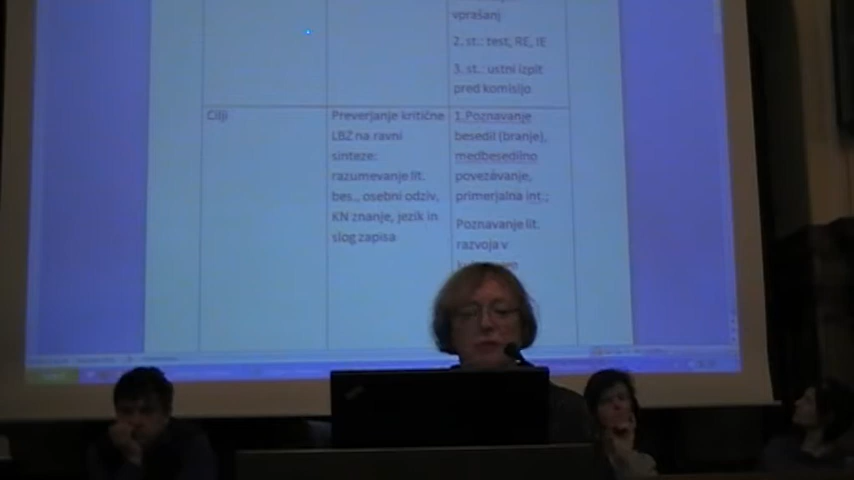 vprašanj
2. st.: test, RE, IE
3. st.: ustni izpit
pred komisijo
Cilji
Preverjanje kritične
LBZ na ravni
sinteze:
razumevanje lit.
bes., osebni odziv,
KN znanje, jezik in
slog zapisa
1.Poznavanje
besedil (branje),
medbesedilno
povezávanje,
primerjalna int.;
Poznavanje lit.
razvoja v